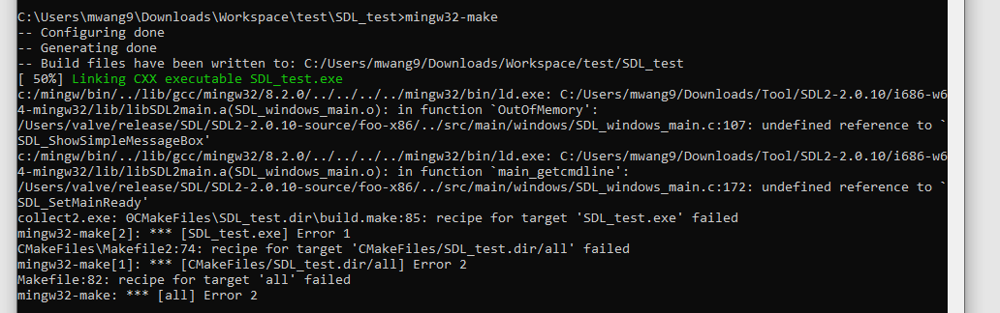 C:\Users\mwang9\Downloads\Workspace\test\SDL_test>mingw32-make
-- Configuring done
-- Generating done
-- Build files have been written to: C:/Users/mwang9/Downloads/Workspace/test/SDL_test
[ 50%] Linking CXX executable SDL_test.exe
c:/mingw/bin/../lib/gcc/mingw32/8.2.0/../../../../mingw32/bin/ld.exe: C:/Users/mwang9/Downloads/Tool/SDL2-2.0.10/i686-w6
4-mingw32/lib/libSDL2main.a(SDL_windows_main.o): in function `OutOfMemory':
/Users/valve/release/SDL/SDL2-2.0.10-source/foo-x86/../src/main/windows/SDL_windows_main.c:107: undefined reference to `
SDL_ShowSimpleMessageBox'
c:/mingw/bin/../lib/gcc/mingw32/8.2.0/../../../../mingw32/bin/ld.exe: C:/Users/mwang9/Downloads/Tool/SDL2-2.0.10/i686-w6
4-mingw32/lib/libSDL2main.a(SDL_windows_main.o): in function `main_getcmdline':
/Users/valve/release/SDL/SDL2-2.0.10-source/foo-x86/../src/main/windows/SDL_windows_main.c:172: undefined reference to `
SDL_SetMainReady'
collect2.exe: ΘCMakeFiles\SDL_test.dir\build.make:85: recipe for target 'SDL_test.exe' failed
mingw32-make[2]: *** [SDL_test.exe] Error 1
CMakeFiles\Makefile2:74: recipe for target 'CMakeFiles/SDL_test.dir/all' failed
mingw32-make[1]: *** [CMakeFiles/SDL_test.dir/all] Error 2
Makefile:82: recipe for target 'all' failed
mingw32-make: *** [all] Error 2